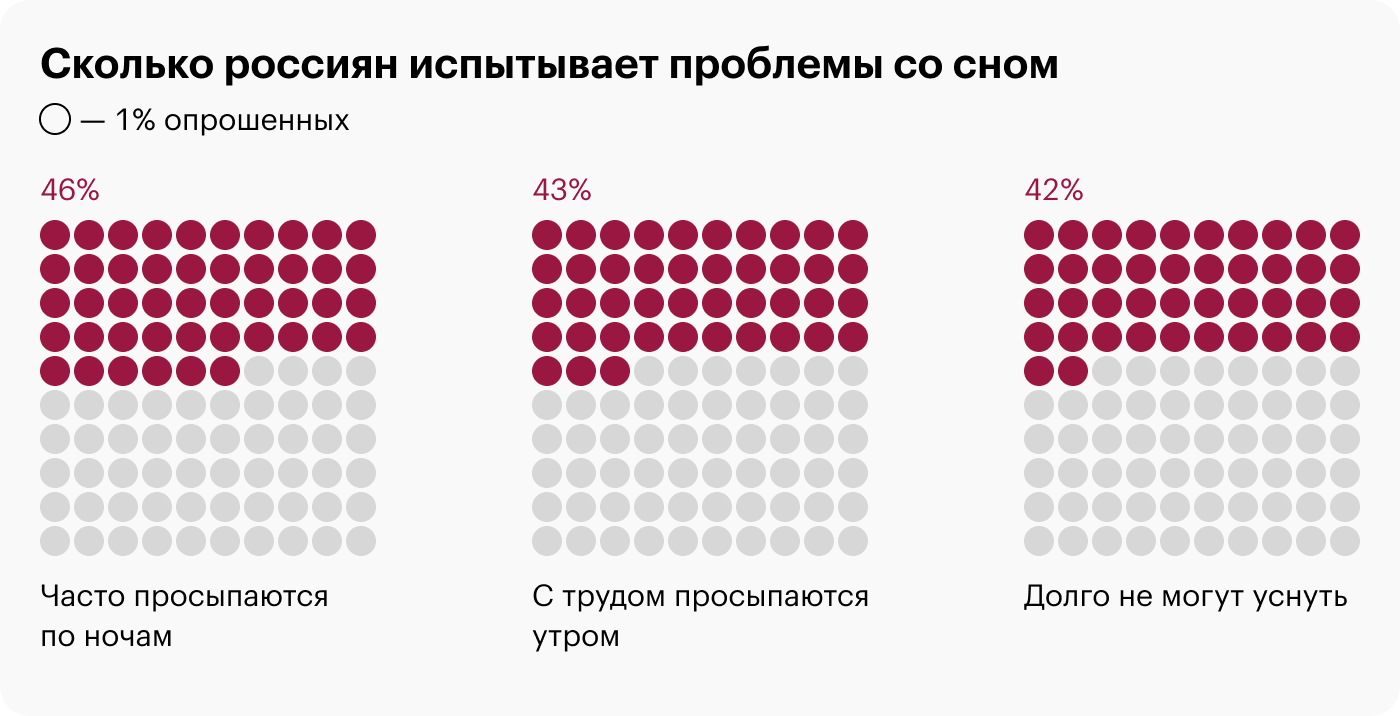 Сколько россиян испытывает проблемы со сном
— 1% опрошенных
46%
43%
42%
Часто просыпаются
по ночам
С трудом просыпаются
утром
Долго не могут уснуть